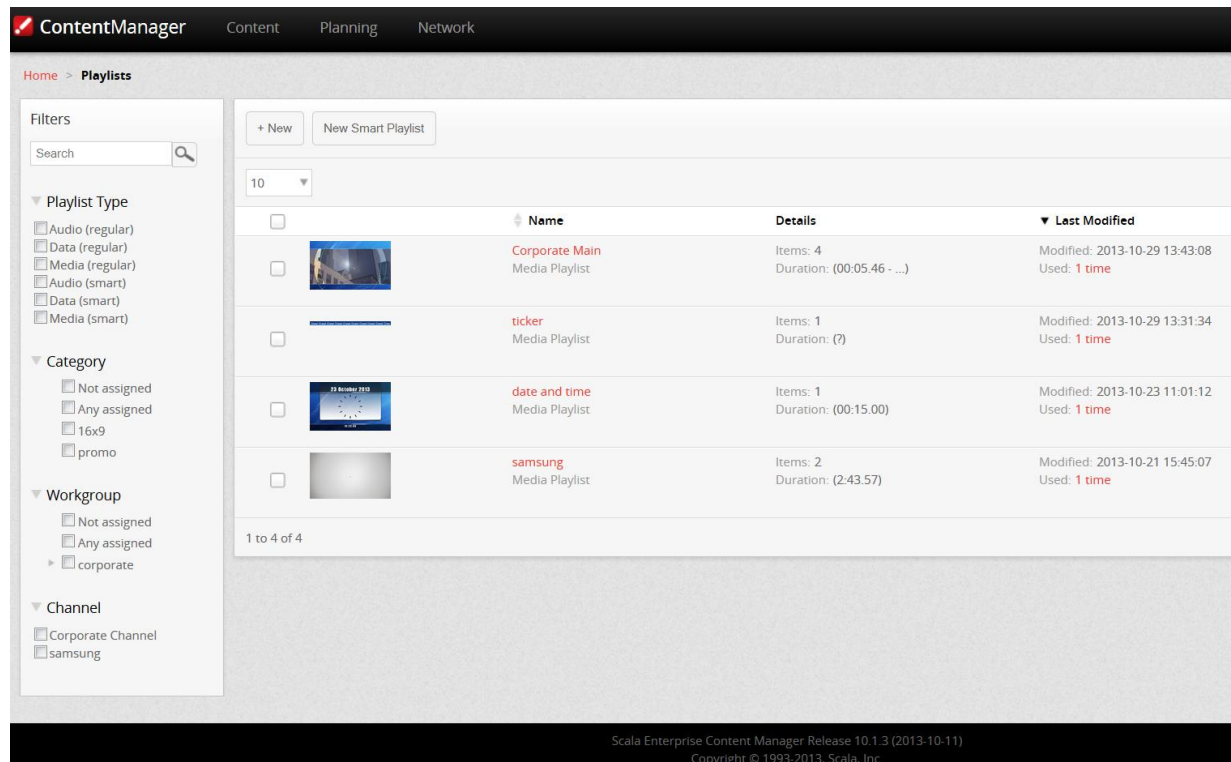 ContentManager Content Planning Network
Home > Playlists
Filters
Search
Playlist Type
Audio (regular)
Data (regular)
Media (regular)
Audio (smart)
Data (smart)
Media (smart)
Category
Not assigned
Any assigned
16x9
promo
Workgroup
Not assigned
Any assigned
corporate
Channel
Corporate Channel
samsung
+ New New Smart Playlist
10
Name Details Last Modified
Corporate Main Items: 4 Modified: 2013-10-29 13:43:08
Media Playlist Duration: (00:05.46 - ...) Used: 1 time
ticker Items: 1 Modified: 2013-10-29 13:31:34
Media Playlist Duration: (?) Used: 1 time
23 October 2013
date and time Items: 1 Modified: 2013-10-23 11:01:12
Media Playlist Duration: (00:15.00) Used: 1 time
samsung Items: 2 Modified: 2013-10-21 15:45:07
Media Playlist Duration: (2:43.57) Used: 1 time
1 to 4 of 4
Scala Enterprise Content Manager Release 10.1.3 (2013-10-11)
Copyright © 1993-2013, Scala, Inc